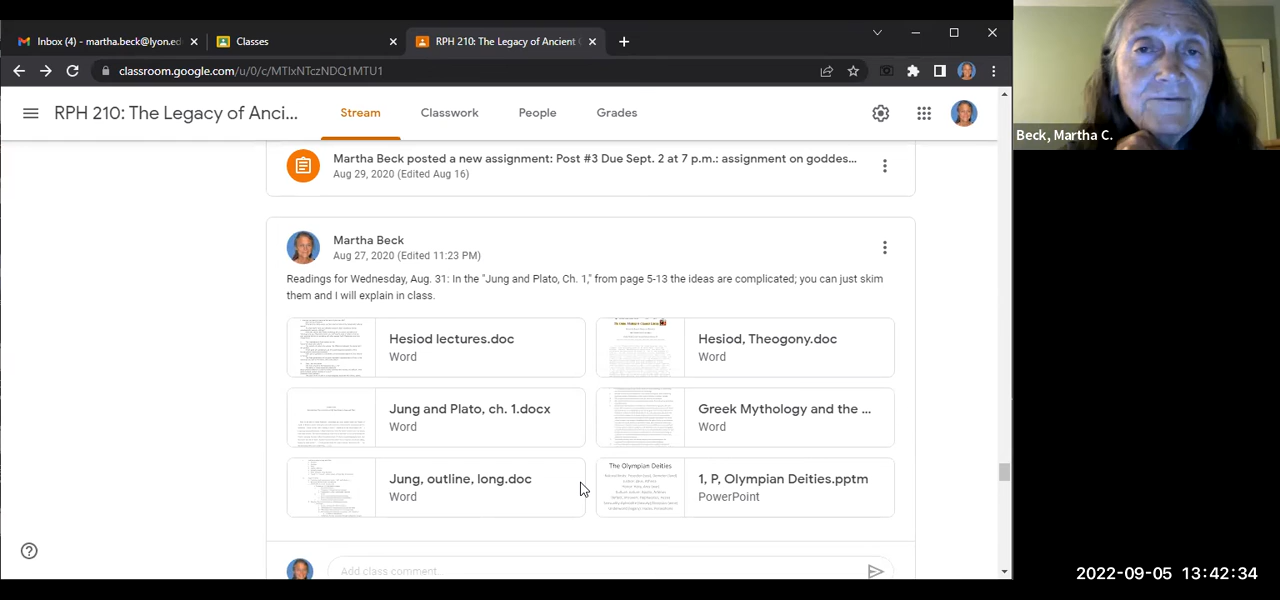 Inbox (4) - martha.beck@lyon.ed
Classes
RPH 210: The Legacy of Ancient
classroom.google.com/u/0/c/MTIxNTczNDQ1MTU1
RPH 210: The Legacy of Anci...
Stream
Classwork
People
Grades
Beck, Martha C.
Martha Beck posted a new assignment: Post #3 Due Sept. 2 at 7 p.m.: assignment on goddes...
Aug 29, 2020 (Edited Aug 16)
Martha Beck
Aug 27, 2020 (Edited 11:23 PM)
Readings for Wednesday, Aug. 31: In the "Jung and Plato, Ch. 1," from page 5-13 the ideas are complicated; you can just skim
them and I will explain in class.
Hesiod lectures.doc
Word
Hesiod, Theogony.doc
Word
Jung and Plato, ch. 1.docx
Word
Greek Mythology and the ...
Word
Jung, outline, long.doc
Word
The Olympian Deities
1, P, Olympian Deities.pptm
PowerPoint
Add class comment...
2022-09-05 13:42:34